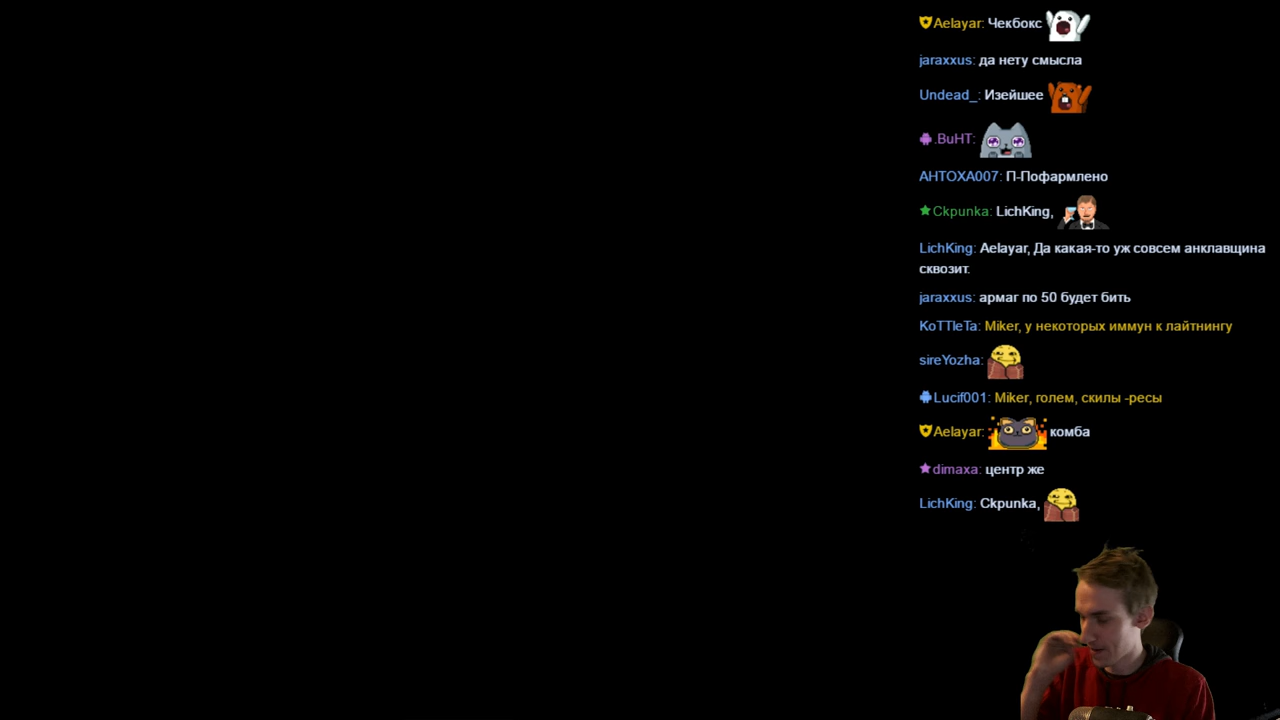 Aelayar: Чекбокс
jaraxxus: да нету смысла
Undead_: Изейшее
.BuHT:
AHTOXA007: П-Пофармлено
Ckpunka: LichKing,
LichKing: Aelayar, Да какая-то уж совсем анклавщина
сквозит.
jaraxxus: армаг по 50 будет бить
KoTTleTa: Miker, у некоторых иммун к лайтнингу
sireYozha:
Lucif001: Miker, голем, скилы -ресы
Aelayar: комба
dimaxa: центр же
LichKing: Ckpunka,